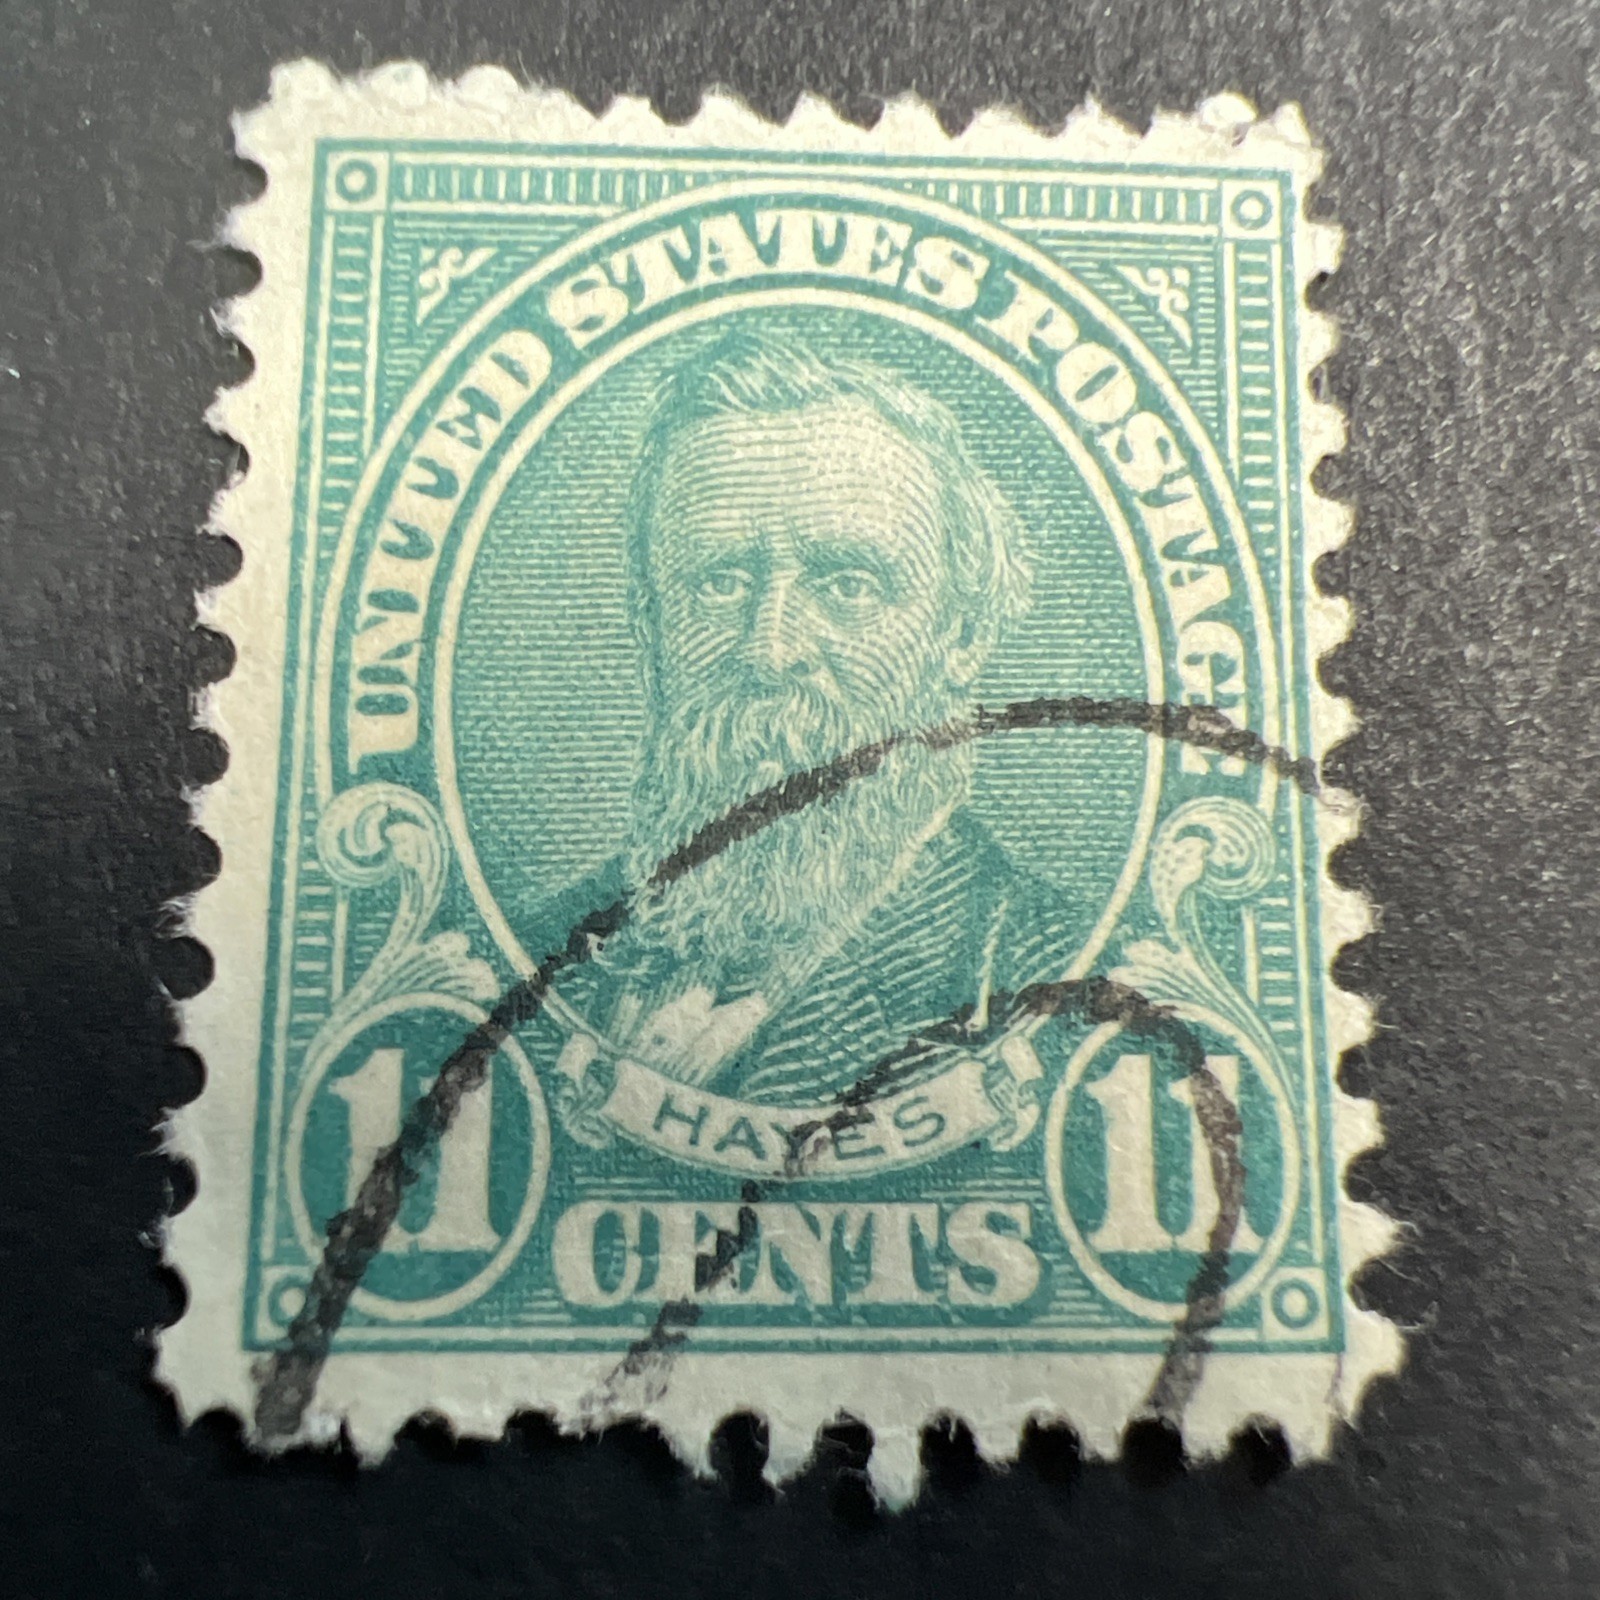 UNITED STATES POSTAGE
HAYES
11 CENTS 11